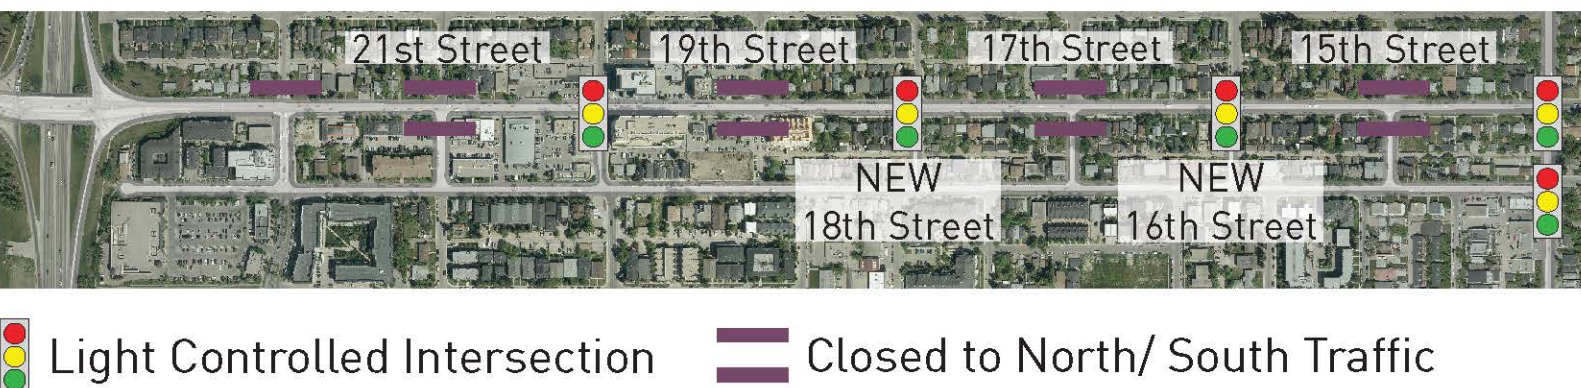 21st Street
19th Street
17th Street
15th Street
NEW
18th Street
NEW
16th Street
Light Controlled Intersection
Closed to North/ South Traffic